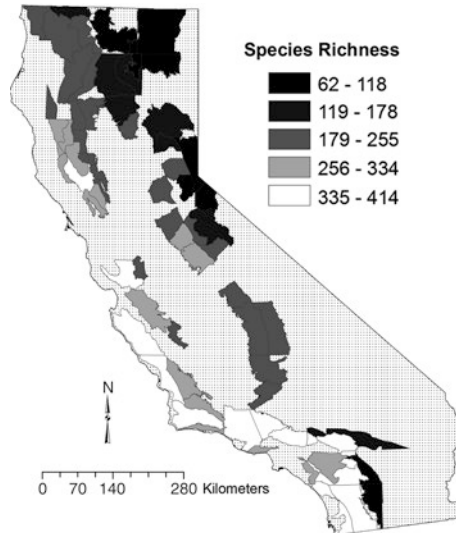 Species Richness
62 - 118
119 - 178
179 - 255
256 - 334
335 - 414
N
0 70 140 280 Kilometers